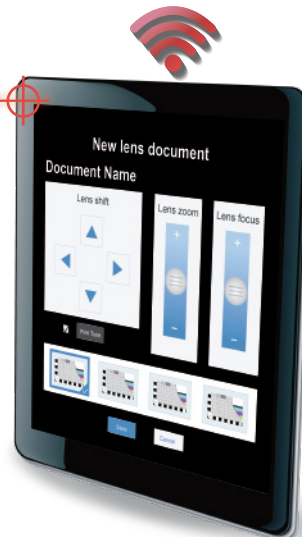 New lens document
Document Name
Lens shift
Lens zoom
Lens focus
+
+
−
−
Save
Cancel